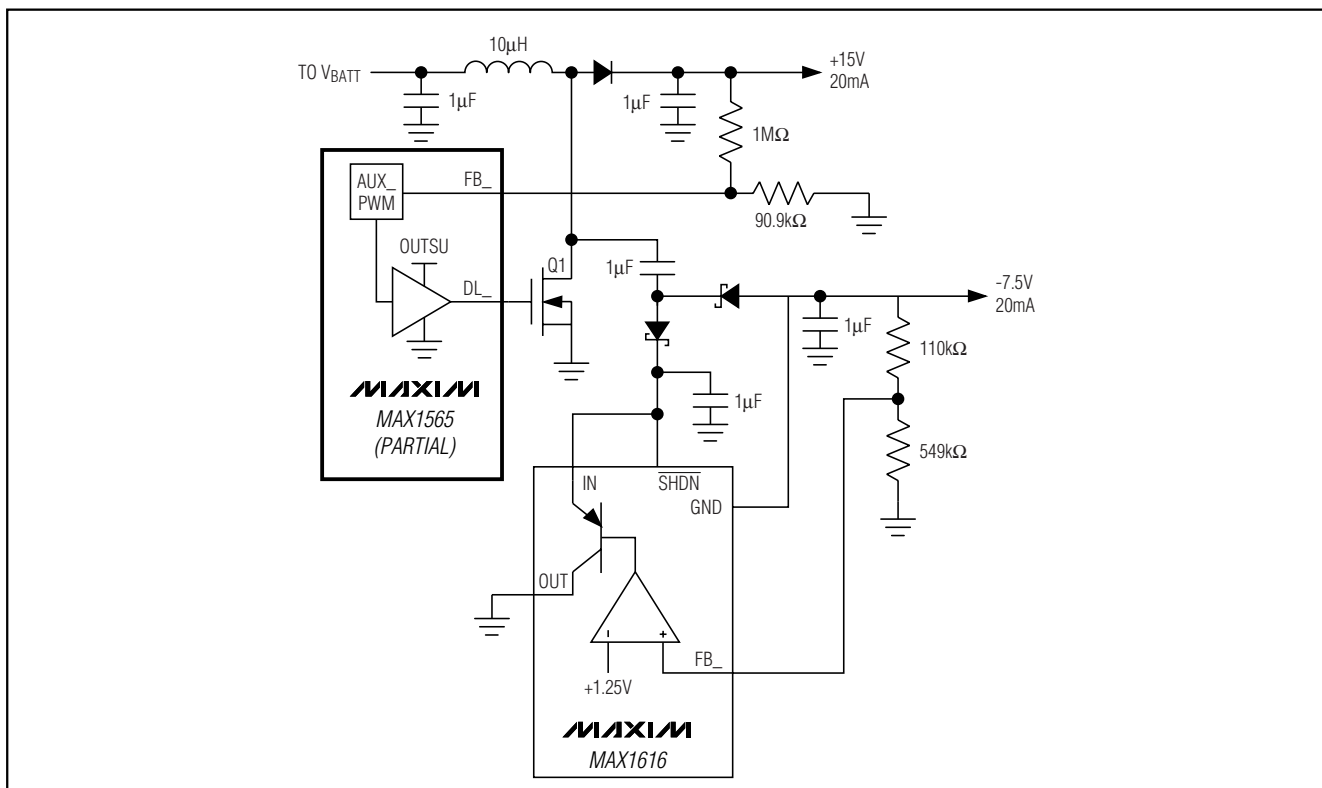 10μH
TO VBATT
+15V
20mA
1μF
1μF
1MΩ
AUX_
PWM
FB_
90.9kΩ
OUTSU
Q1
1μF
DL_
-7.5V
20mA
1μF
110kΩ
MAXIM
MAX1565
(PARTIAL)
1μF
549kΩ
IN
SHDN
GND
OUT
-
+
FB_
+1.25V
MAXIM
MAX1616